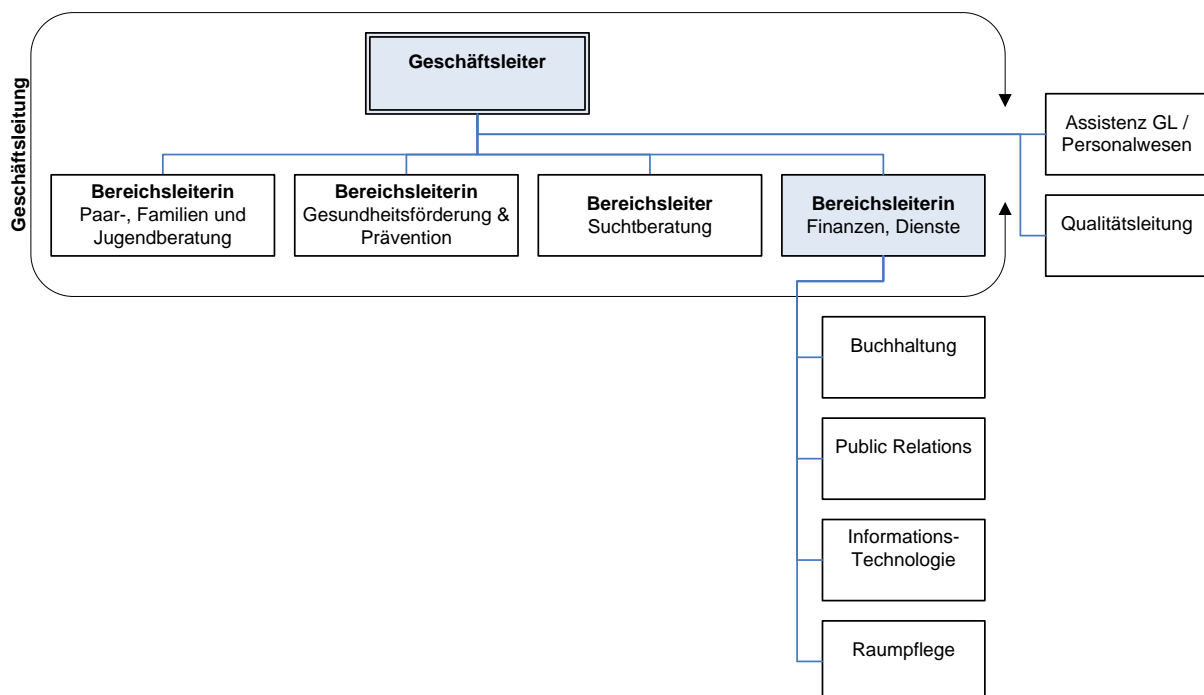 Geschäftsleitung
Geschäftsleiter
Assistenz GL /
Personalwesen
Bereichsleiterin
Paar-, Familien und
Jugendberatung
Bereichsleiterin
Gesundheitsförderung &
Prävention
Bereichsleiter
Suchtberatung
Bereichsleiterin
Finanzen, Dienste
Qualitätsleitung
Buchhaltung
Public Relations
Informations-
Technologie
Raumpflege